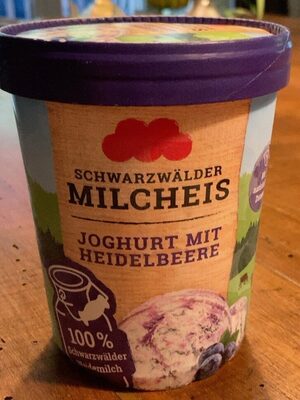 SCHWARZWÄLDER
MILCHEIS
JOGHURT MIT
HEIDELBEERE
100%
Schwarzwälder